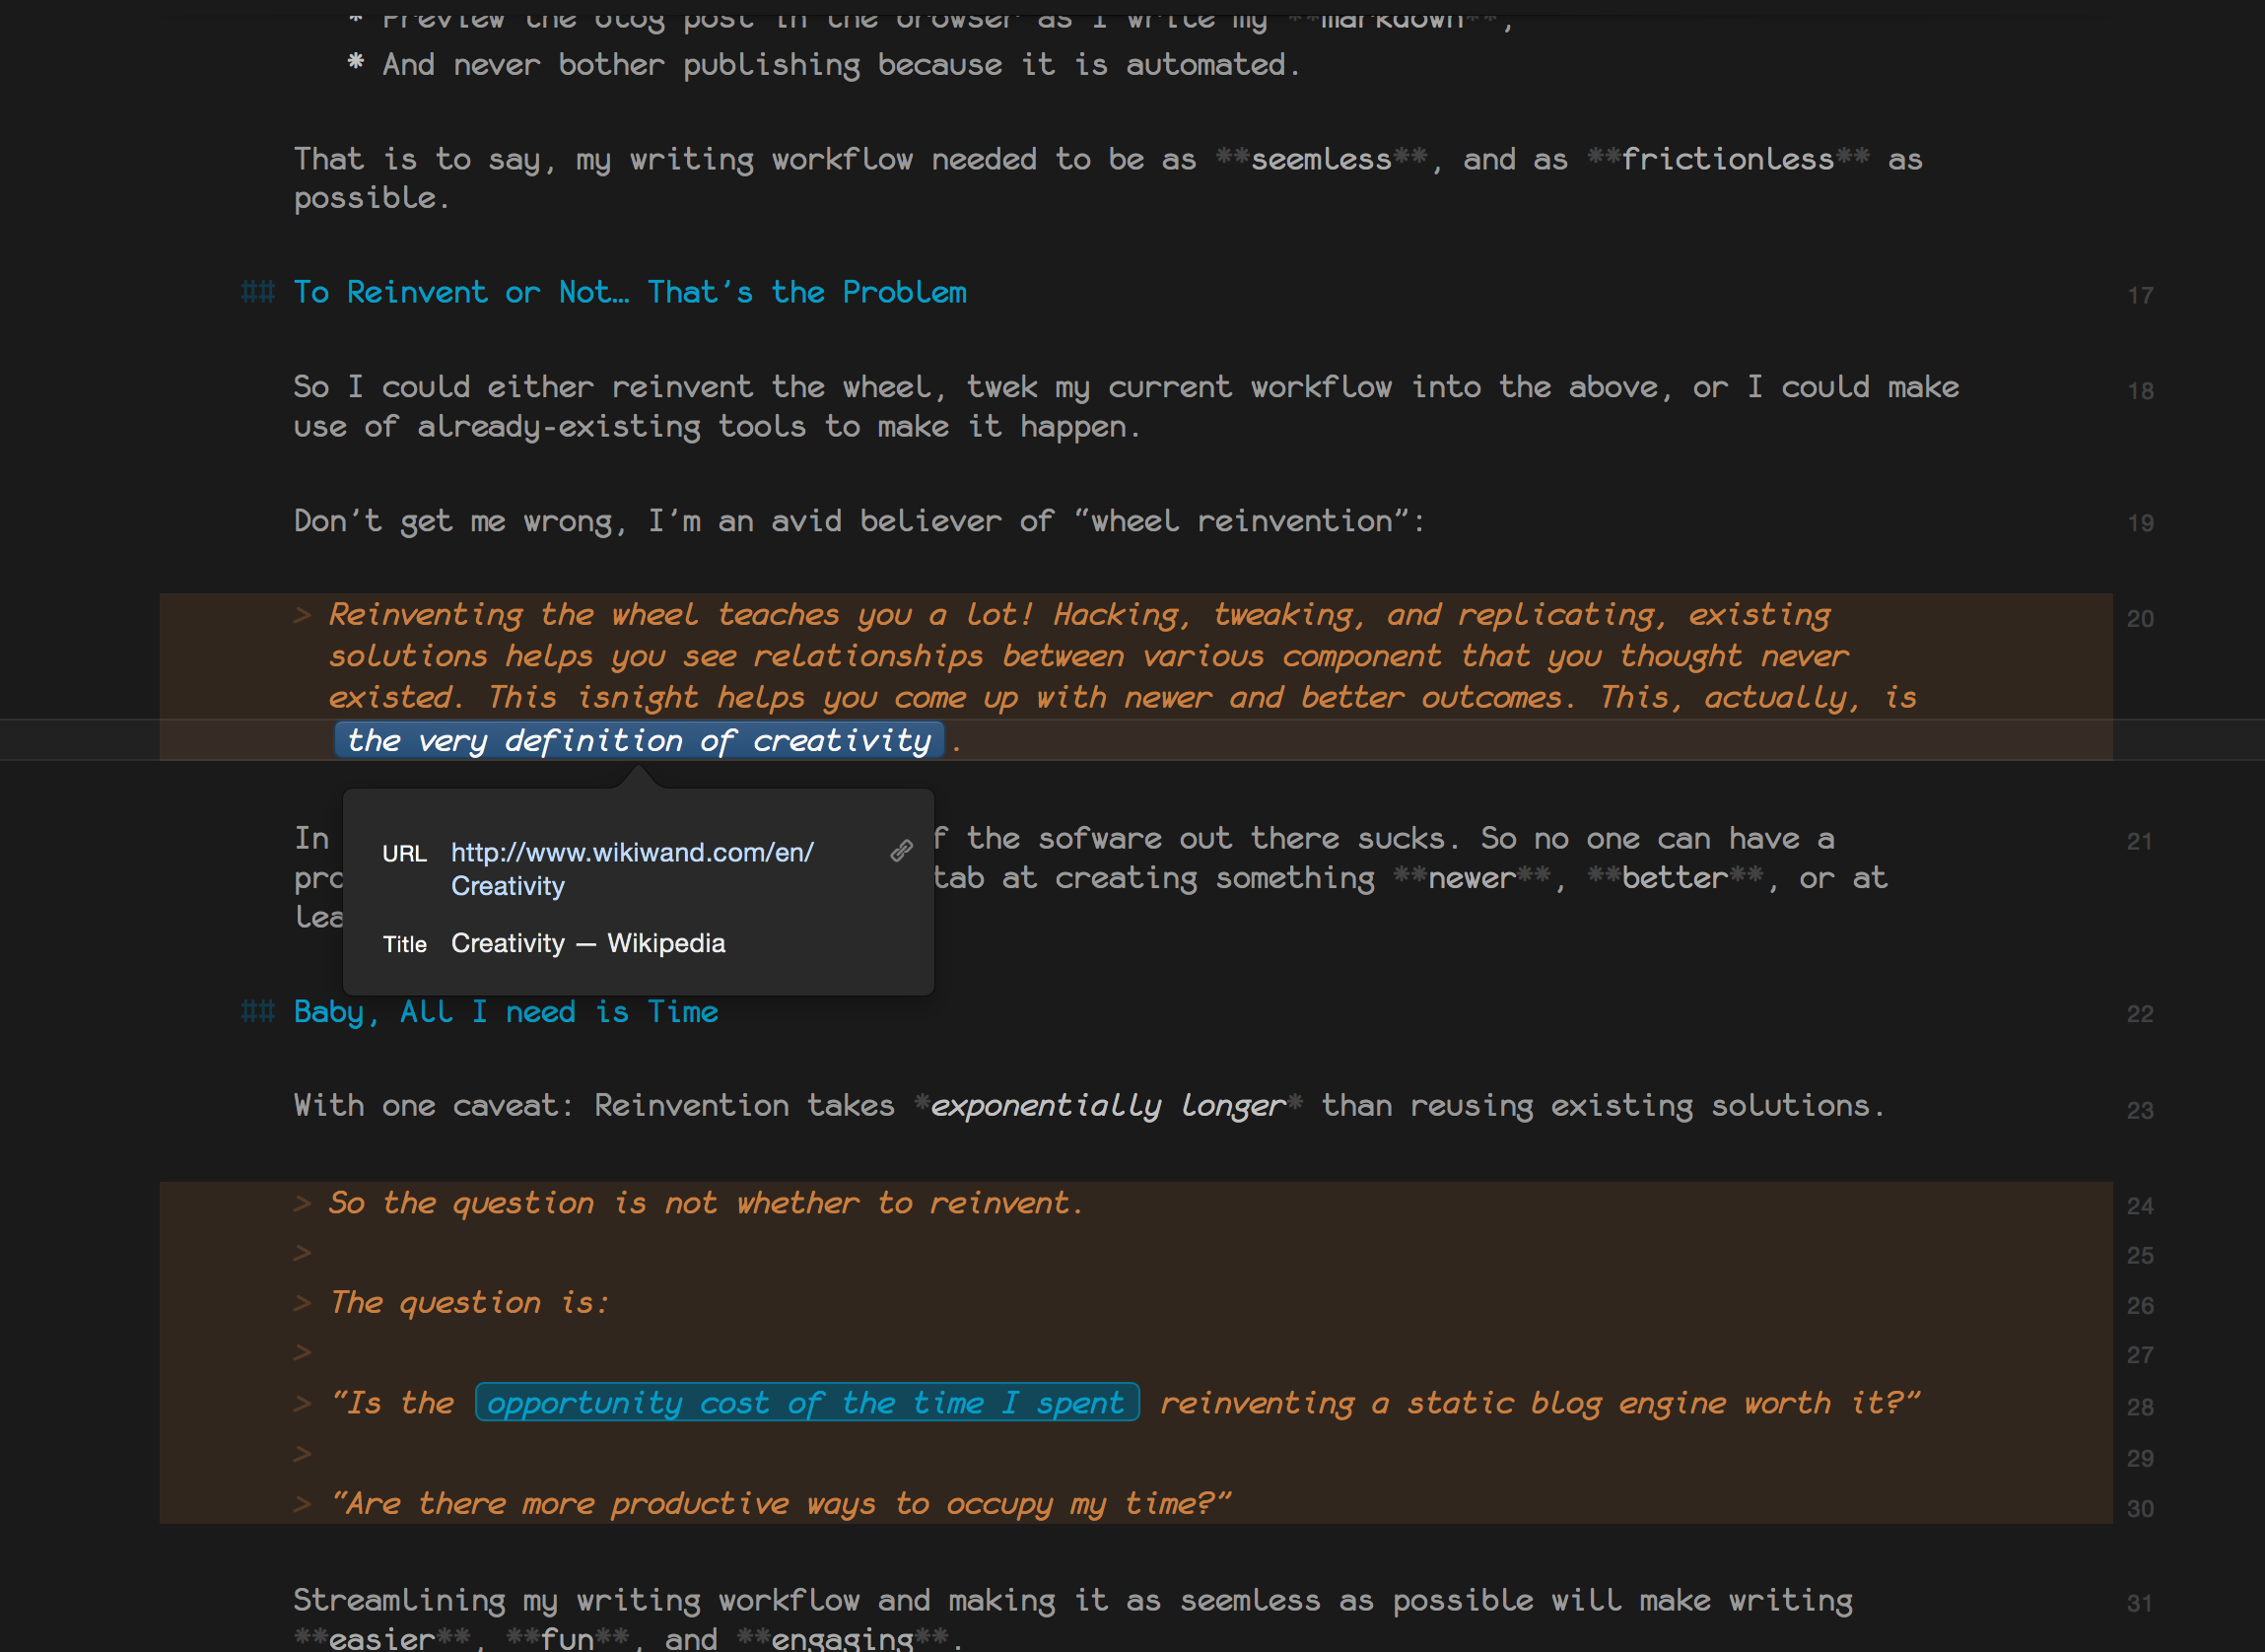 * Preview the blog post in the browser as I write my **markdown**,
* And never bother publishing because it is automated.
That is to say, my writing workflow needed to be as **seemless**, and as **frictionless** as
possible.
## To Reinvent or Not… That’s the Problem 17
So I could either reinvent the wheel, twek my current workflow into the above, or I could make 18
use of already-existing tools to make it happen.
Don’t get me wrong, I’m an avid believer of “wheel reinvention”: 19
> Reinventing the wheel teaches you a lot! Hacking, tweaking, and replicating, existing 20
solutions helps you see relationships between various component that you thought never
existed. This isnight helps you come up with newer and better outcomes. This, actually, is
the very definition of creativity.
In f the sofware out there sucks. So no one can have a 21
pro tab at creating something **newer**, **better**, or at
lea
URL http://www.wikiwand.com/en/
Creativity
Title Creativity — Wikipedia
## Baby, All I need is Time 22
With one caveat: Reinvention takes *exponentially longer* than reusing existing solutions. 23
> So the question is not whether to reinvent. 24
> 25
> The question is: 26
> 27
> “Is the opportunity cost of the time I spent reinventing a static blog engine worth it?” 28
> 29
> “Are there more productive ways to occupy my time?” 30
Streamlining my writing workflow and making it as seemless as possible will make writing 31
**easier**, **fun**, and **engaging**.